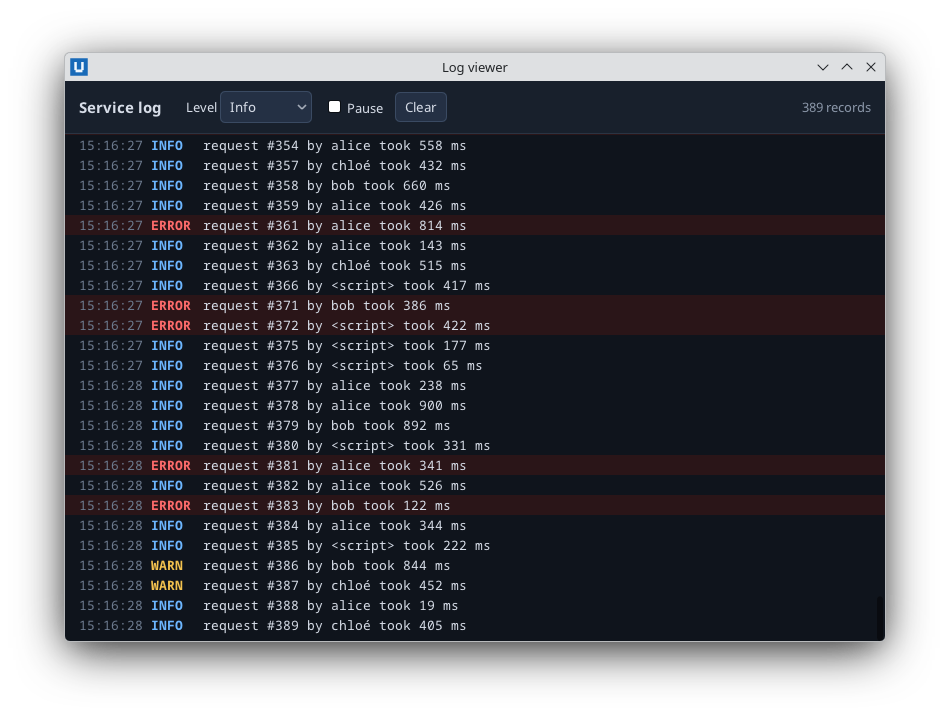 Log viewer
Service log Level Info Pause Clear 389 records
15:16:27 INFO request #354 by alice took 558 ms
15:16:27 INFO request #357 by chloé took 432 ms
15:16:27 INFO request #358 by bob took 660 ms
15:16:27 INFO request #359 by alice took 426 ms
15:16:27 ERROR request #361 by alice took 814 ms
15:16:27 INFO request #362 by alice took 143 ms
15:16:27 INFO request #363 by chloé took 515 ms
15:16:27 INFO request #366 by <script> took 417 ms
15:16:27 ERROR request #371 by bob took 386 ms
15:16:27 ERROR request #372 by <script> took 422 ms
15:16:27 INFO request #375 by <script> took 177 ms
15:16:27 INFO request #376 by <script> took 65 ms
15:16:28 INFO request #377 by alice took 238 ms
15:16:28 INFO request #378 by alice took 900 ms
15:16:28 INFO request #379 by bob took 892 ms
15:16:28 INFO request #380 by <script> took 331 ms
15:16:28 ERROR request #381 by alice took 341 ms
15:16:28 INFO request #382 by alice took 526 ms
15:16:28 ERROR request #383 by bob took 122 ms
15:16:28 INFO request #384 by alice took 344 ms
15:16:28 INFO request #385 by <script> took 222 ms
15:16:28 WARN request #386 by bob took 844 ms
15:16:28 WARN request #387 by chloé took 452 ms
15:16:28 INFO request #388 by alice took 19 ms
15:16:28 INFO request #389 by chloé took 405 ms